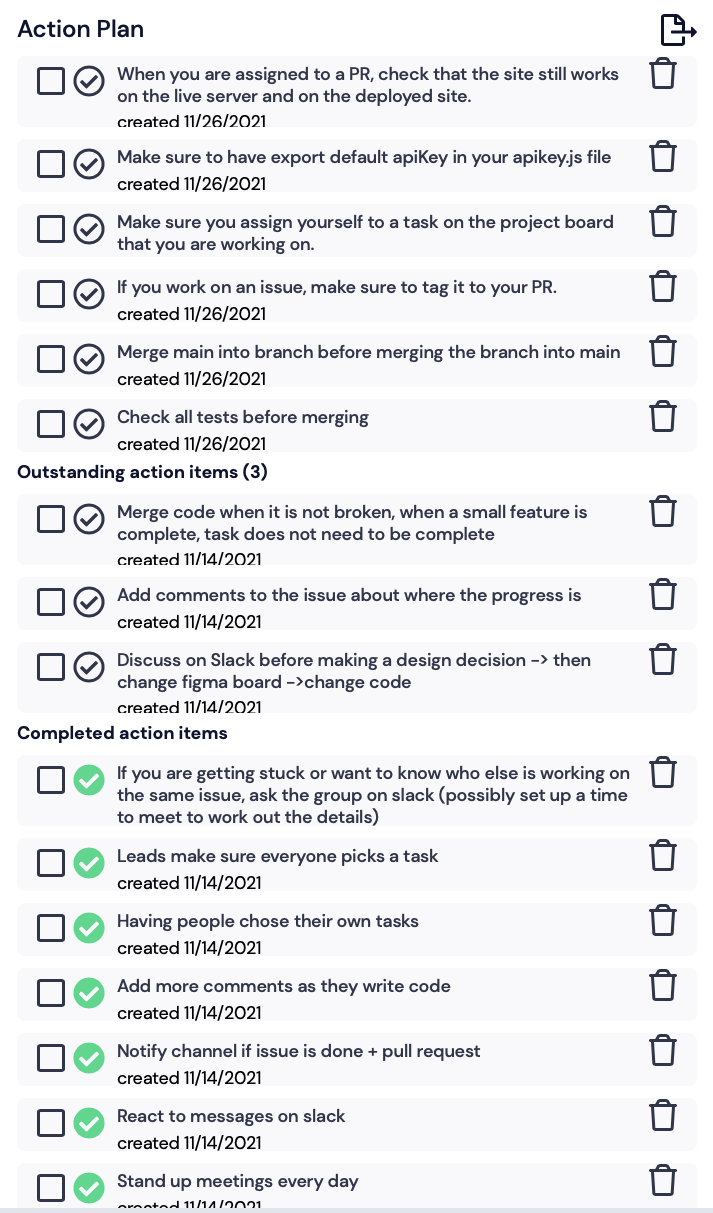 Action Plan
When you are assigned to a PR, check that the site still works
on the live server and on the deployed site.
created 11/26/2021
Make sure to have export default apiKey in your apikey.js file
created 11/26/2021
Make sure you assign yourself to a task on the project board
that you are working on.
If you work on an issue, make sure to tag it to your PR.
created 11/26/2021
Merge main into branch before merging the branch into main
created 11/26/2021
Check all tests before merging
created 11/26/2021
Outstanding action items (3)
Merge code when it is not broken, when a small feature is
complete, task does not need to be complete
created 11/14/2021
Add comments to the issue about where the progress is
created 11/14/2021
Discuss on Slack before making a design decision -> then
change figma board ->change code
created 11/14/2021
Completed action items
If you are getting stuck or want to know who else is working on
the same issue, ask the group on slack (possibly set up a time
to meet to work out the details)
Leads make sure everyone picks a task
created 11/14/2021
Having people chose their own tasks
created 11/14/2021
Add more comments as they write code
created 11/14/2021
Notify channel if issue is done + pull request
created 11/14/2021
React to messages on slack
created 11/14/2021
Stand up meetings every day
created 11/14/2021